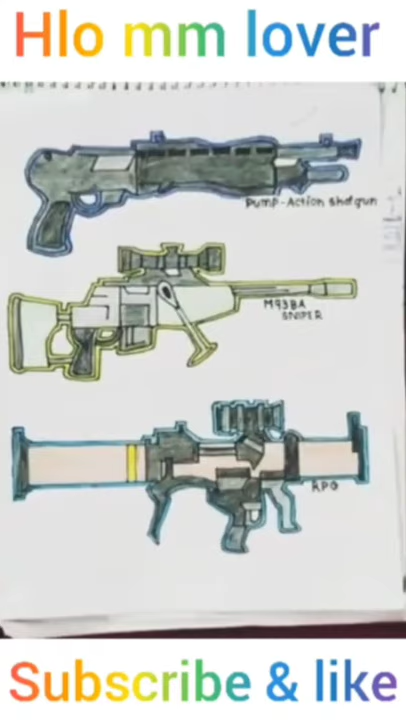 Hlo mm lover
Pump-Action Shotgun
M93BA
SNIPER
RPG
Subscribe & like